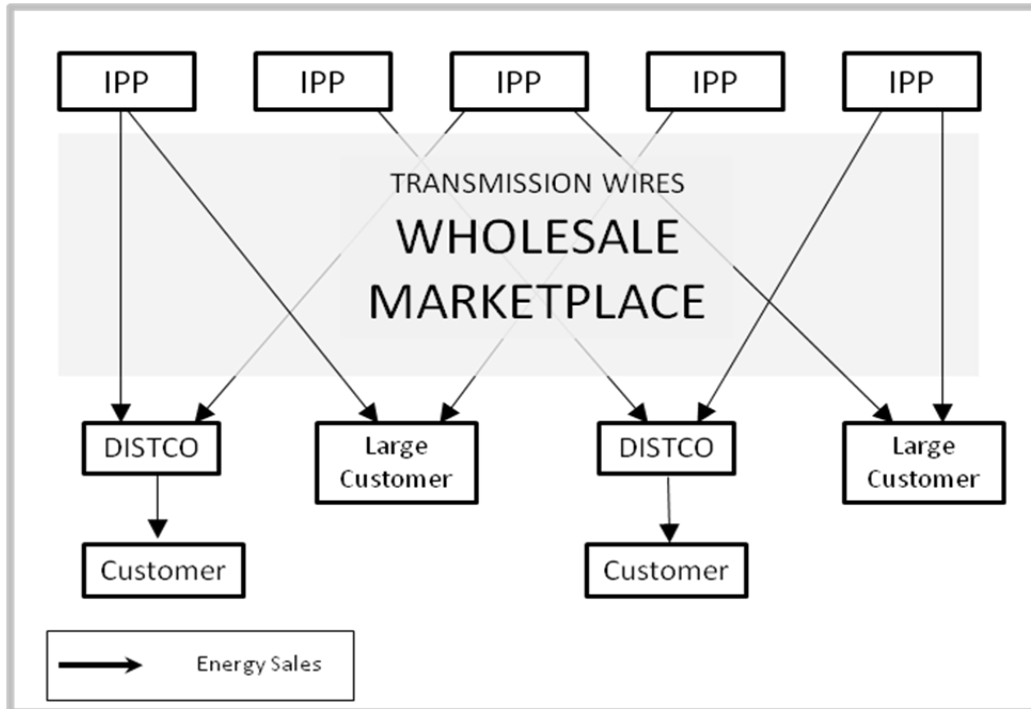 IPP
IPP
IPP
IPP
IPP
TRANSMISSION WIRES
WHOLESALE
MARKETPLACE
DISTCO
Large
Customer
DISTCO
Large
Customer
Customer
Customer
Energy Sales